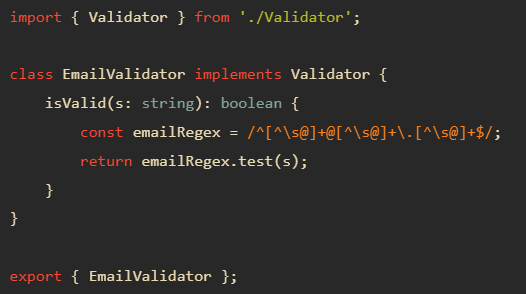 import { Validator } from './Validator';
class EmailValidator implements Validator {
isValid(s: string): boolean {
const emailRegex = /^[^\s@]+@[^\s@]+\.[^\s@]+$/;
return emailRegex.test(s);
}
}
export { EmailValidator };